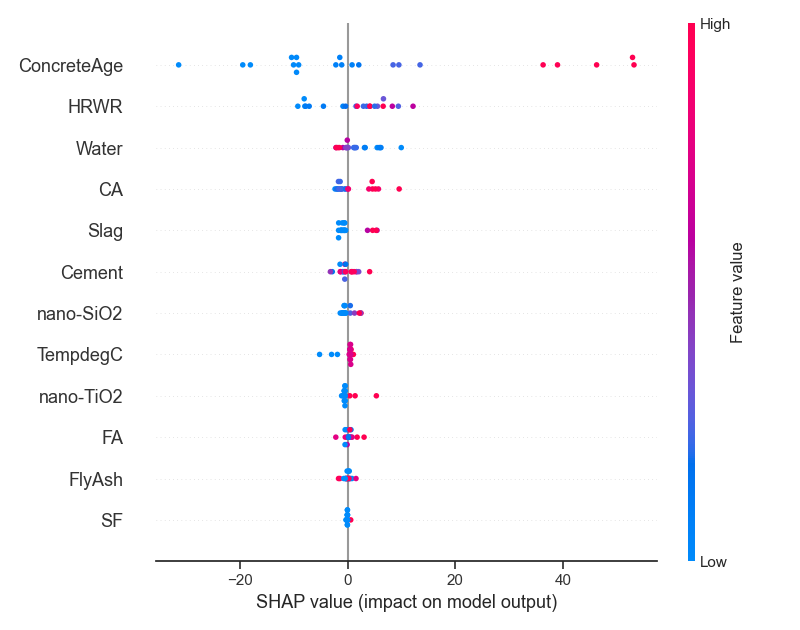 High
ConcreteAge
HRWR
Water
CA
Slag
Cement
nano-SiO2
TempdegC
nano-TiO2
FA
FlyAsh
SF
Feature value
Low
−20
0
20
40
SHAP value (impact on model output)